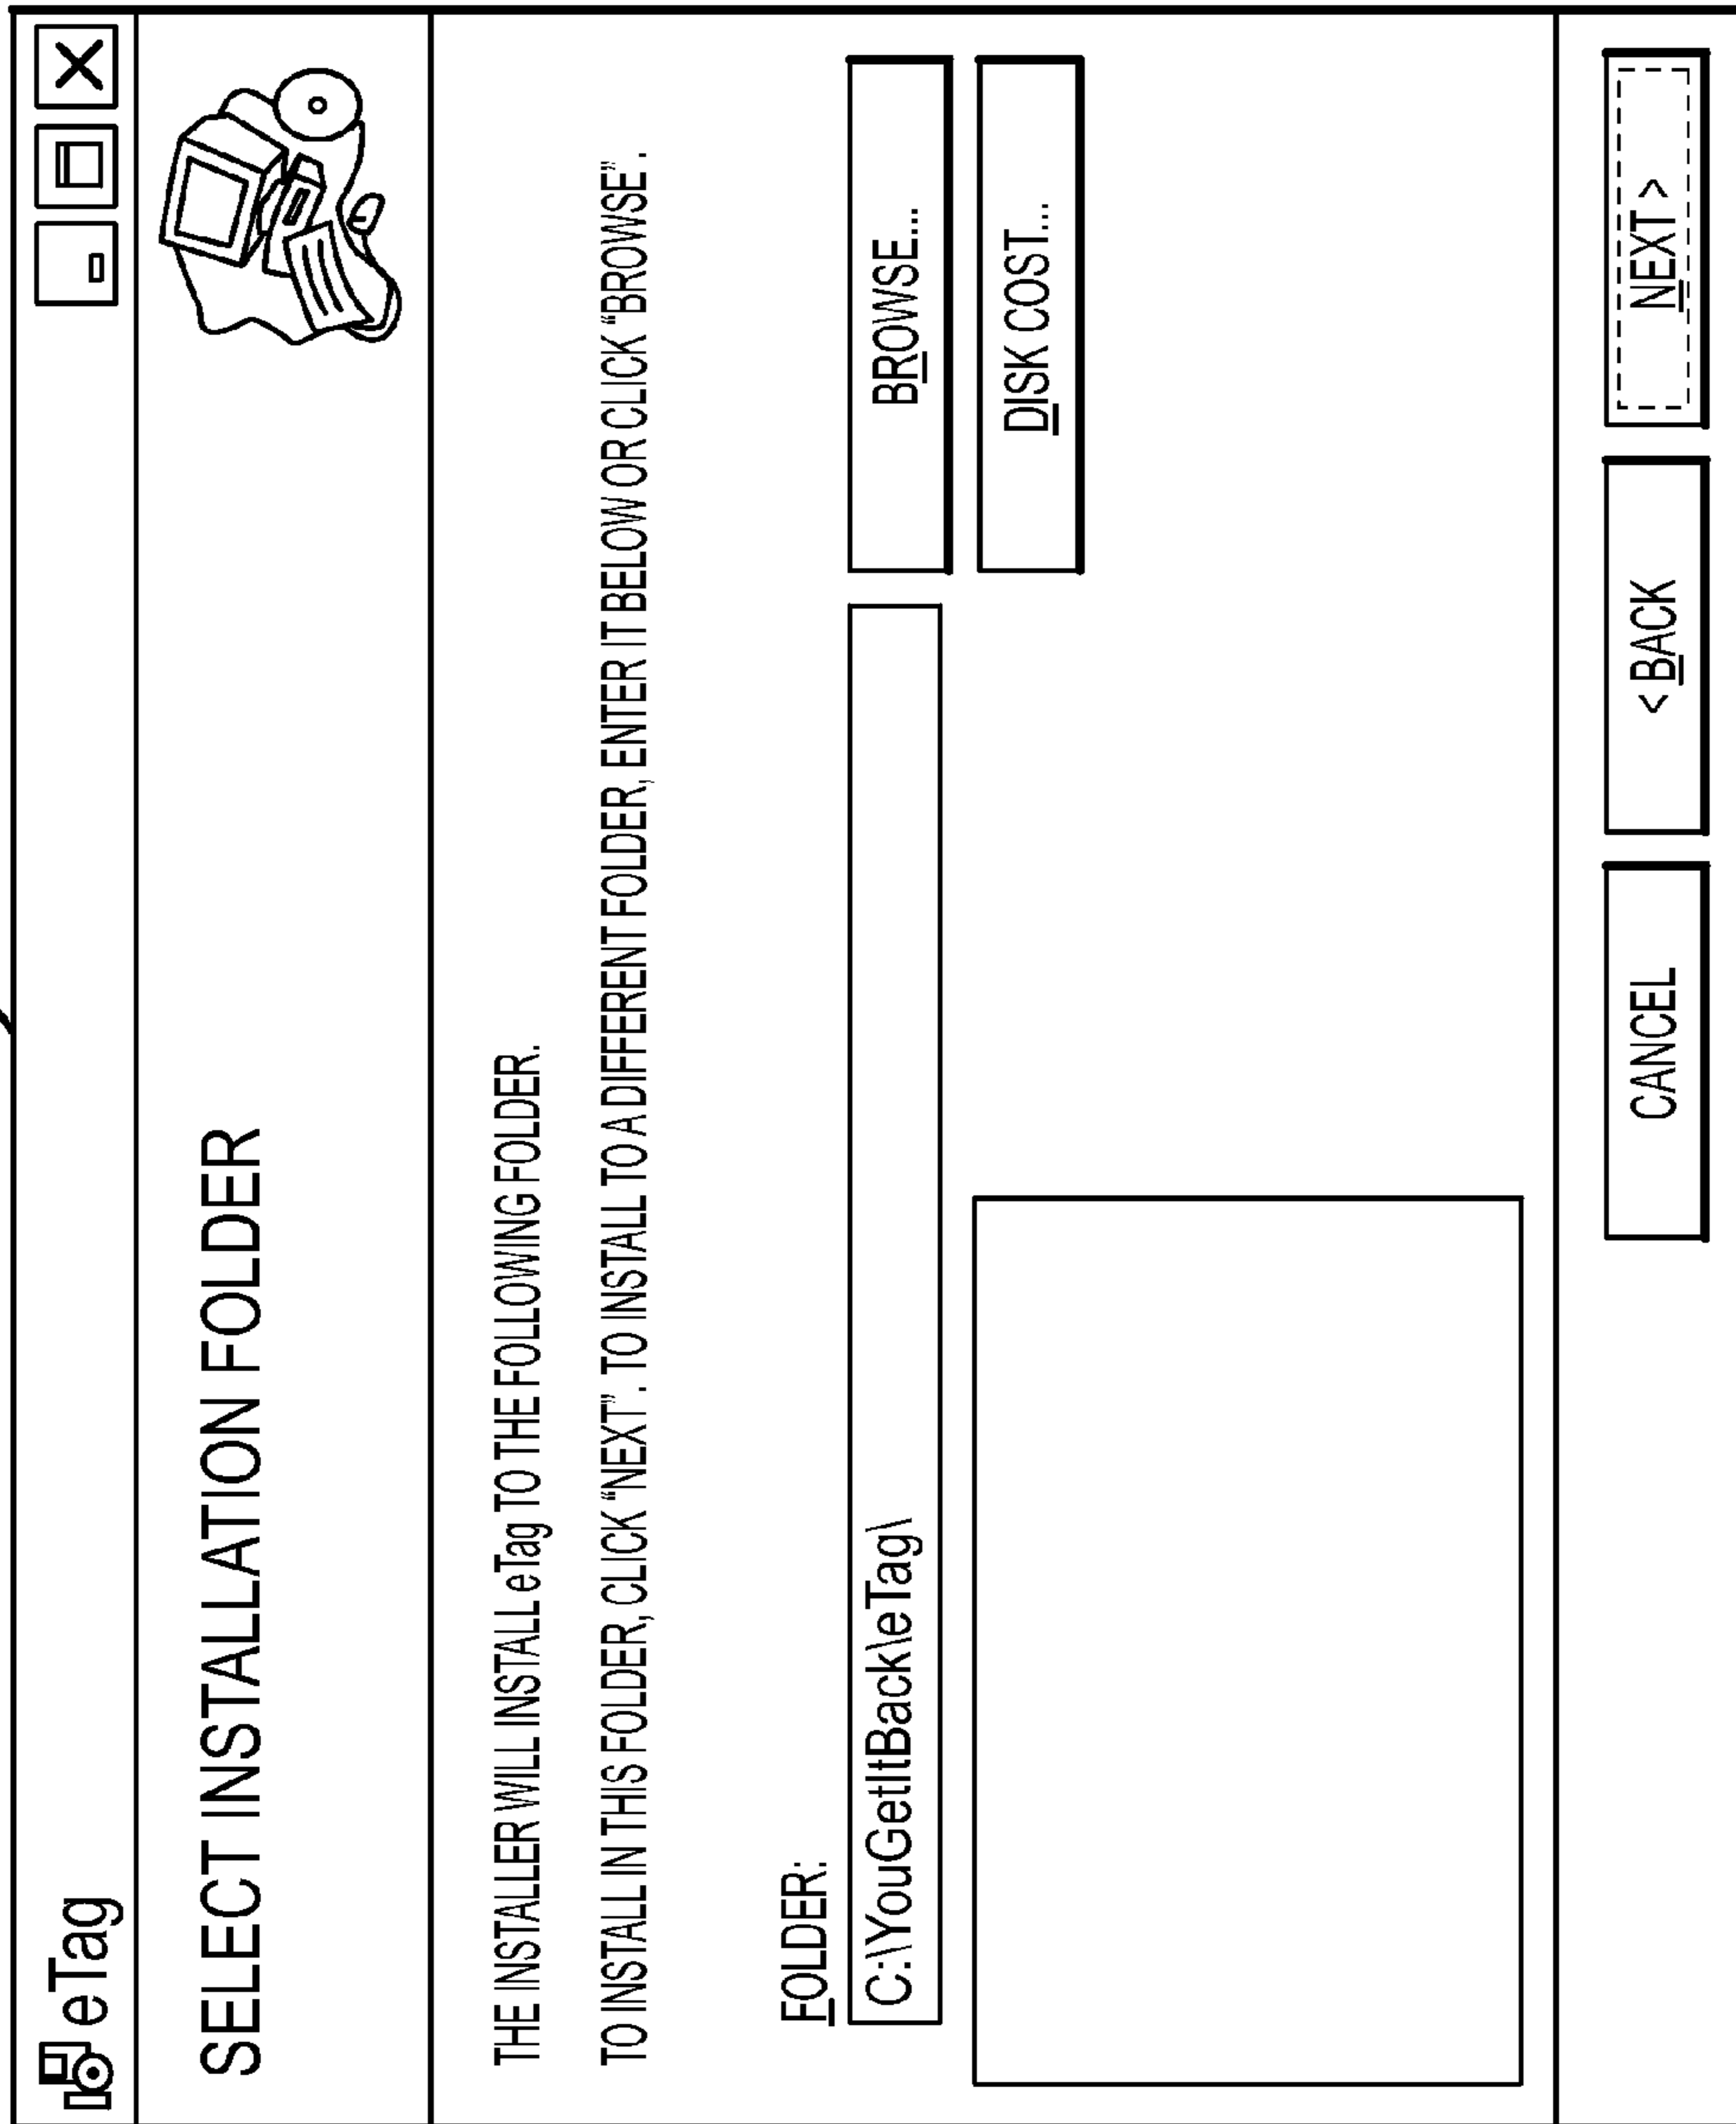 eTag
SELECT INSTALLATION FOLDER
THE INSTALLER WILL INSTALL eTag TO THE FOLLOWING FOLDER.
TO INSTALL IN THIS FOLDER, CLICK “NEXT”. TO INSTALL TO A DIFFERENT FOLDER, ENTER IT BELOW OR CLICK “BROWSE”.
FOLDER:
C:\YouGetItBack\eTag\
BROWSE...
DISK COST...
CANCEL
< BACK
NEXT >